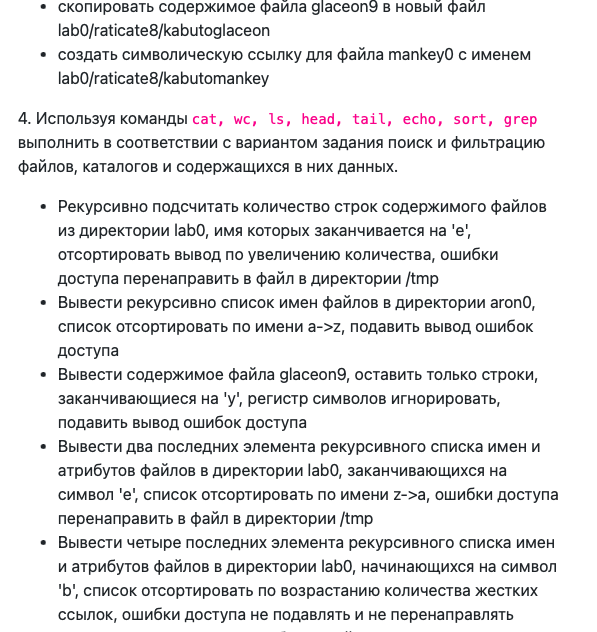 скопировать содержимое файла glaceon9 в новый файл
lab0/raticate8/kabutoglaceon
создать символическую ссылку для файла mankey0 с именем
lab0/raticate8/kabutomankey
4. Используя команды cat, wc, ls, head, tail, echo, sort, grep
выполнить в соответствии с вариантом задания поиск и фильтрацию
файлов, каталогов и содержащихся в них данных.
Рекурсивно подсчитать количество строк содержимого файлов
из директории lab0, имя которых заканчивается на 'e',
отсортировать вывод по увеличению количества, ошибки
доступа перенаправить в файл в директории /tmp
Вывести рекурсивно список имен файлов в директории aron0,
список отсортировать по имени a->z, подавить вывод ошибок
доступа
Вывести содержимое файла glaceon9, оставить только строки,
заканчивающиеся на 'y', регистр символов игнорировать,
подавить вывод ошибок доступа
Вывести два последних элемента рекурсивного списка имен и
атрибутов файлов в директории lab0, заканчивающихся на
символ 'e', список отсортировать по имени z->a, ошибки доступа
перенаправить в файл в директории /tmp
Вывести четыре последних элемента рекурсивного списка имен
и атрибутов файлов в директории lab0, начинающихся на символ
'b', список отсортировать по возрастанию количества жестких
ссылок, ошибки доступа не подавлять и не перенаправлять